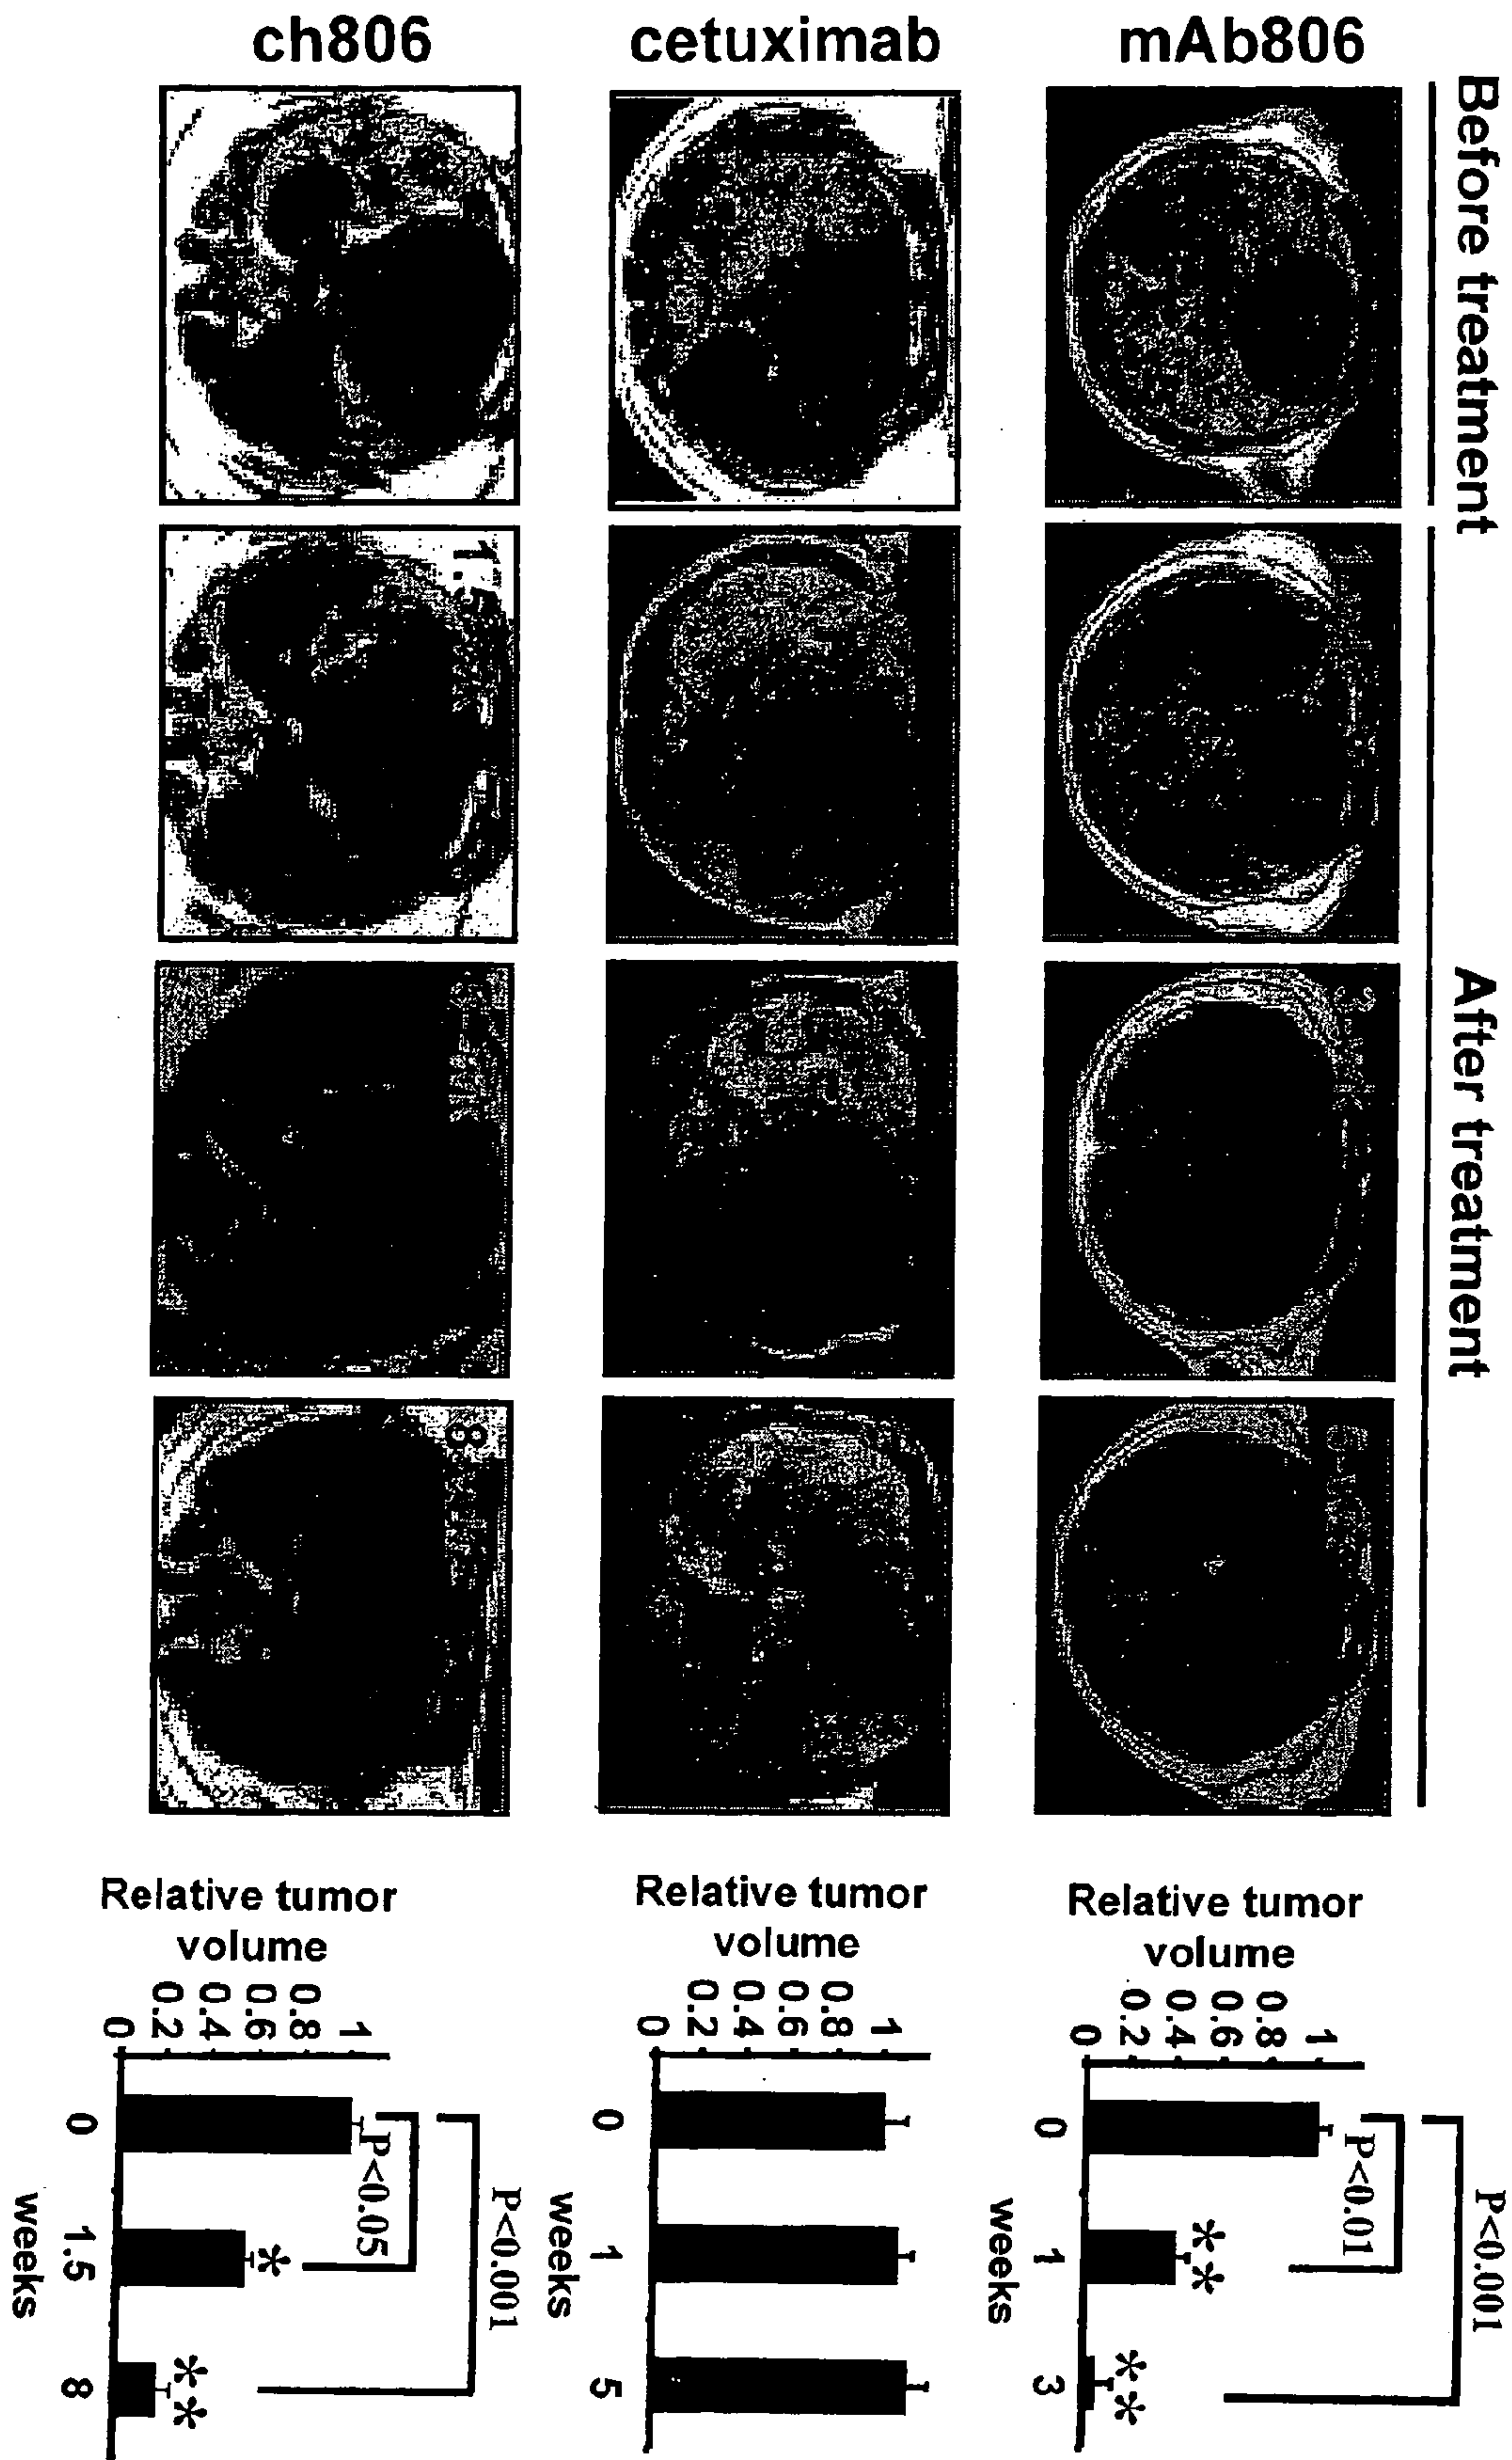 Before treatment
After treatment
mAb806
cetuximab
ch806
8
Relative tumor
volume
1
0.8
0.6
0.4
0.2
0
P<0.01
P<0.001
**
**
0
1
3
weeks
Relative tumor
volume
1
0.8
0.6
0.4
0.2
0
0
1
5
weeks
Relative tumor
volume
1
0.8
0.6
0.4
0.2
0
P<0.05
P<0.001
*
**
0
1.5
8
weeks